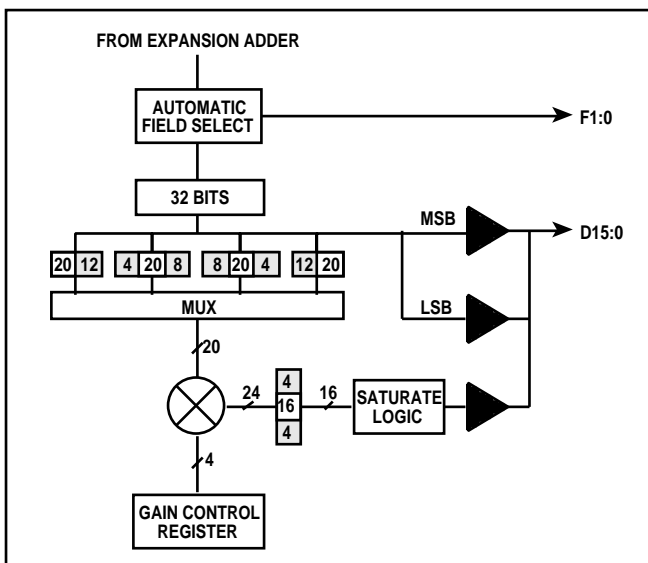 FROM EXPANSION ADDER
AUTOMATIC
FIELD SELECT
F1:0
32 BITS
MSB
D15:0
20 12 4 20 8 8 20 4 12 20
MUX
LSB
20
24
4
16
4
16
SATURATE
LOGIC
4
GAIN CONTROL
REGISTER